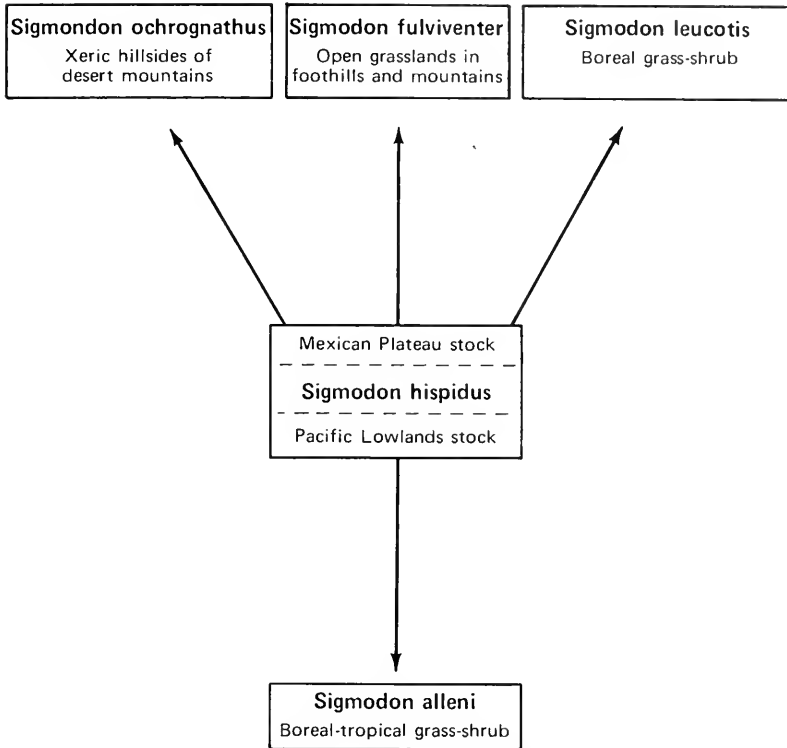 Sigmondon ochrognathus
Xeric hillsides of
desert mountains
Sigmodon fulviventer
Open grasslands in
foothills and mountains
Sigmodon leucotis
Boreal grass-shrub
Mexican Plateau stock
Sigmodon hispidus
Pacific Lowlands stock
Sigmodon alleni
Boreal-tropical grass-shrub